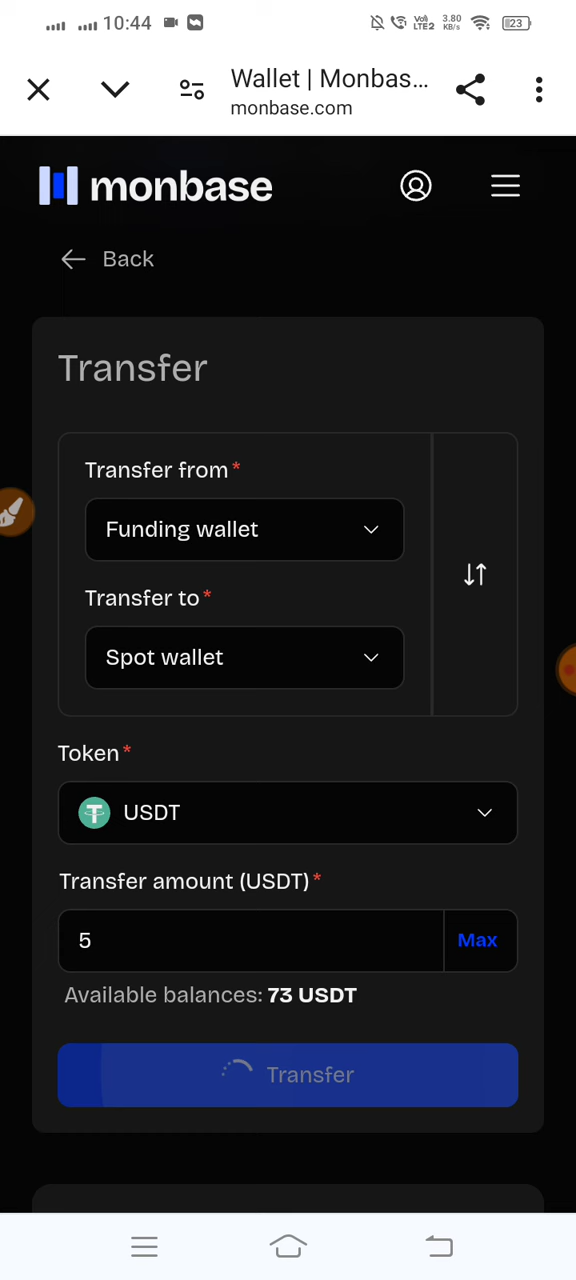 10:44
Vo)
LTE2
3.80
KB/s
23
Wallet | Monbas...
monbase.com
monbase
Back
Transfer
Transfer from*
Funding wallet
Transfer to*
Spot wallet
Token*
USDT
Transfer amount (USDT)*
5
Max
Available balances: 73 USDT
Transfer